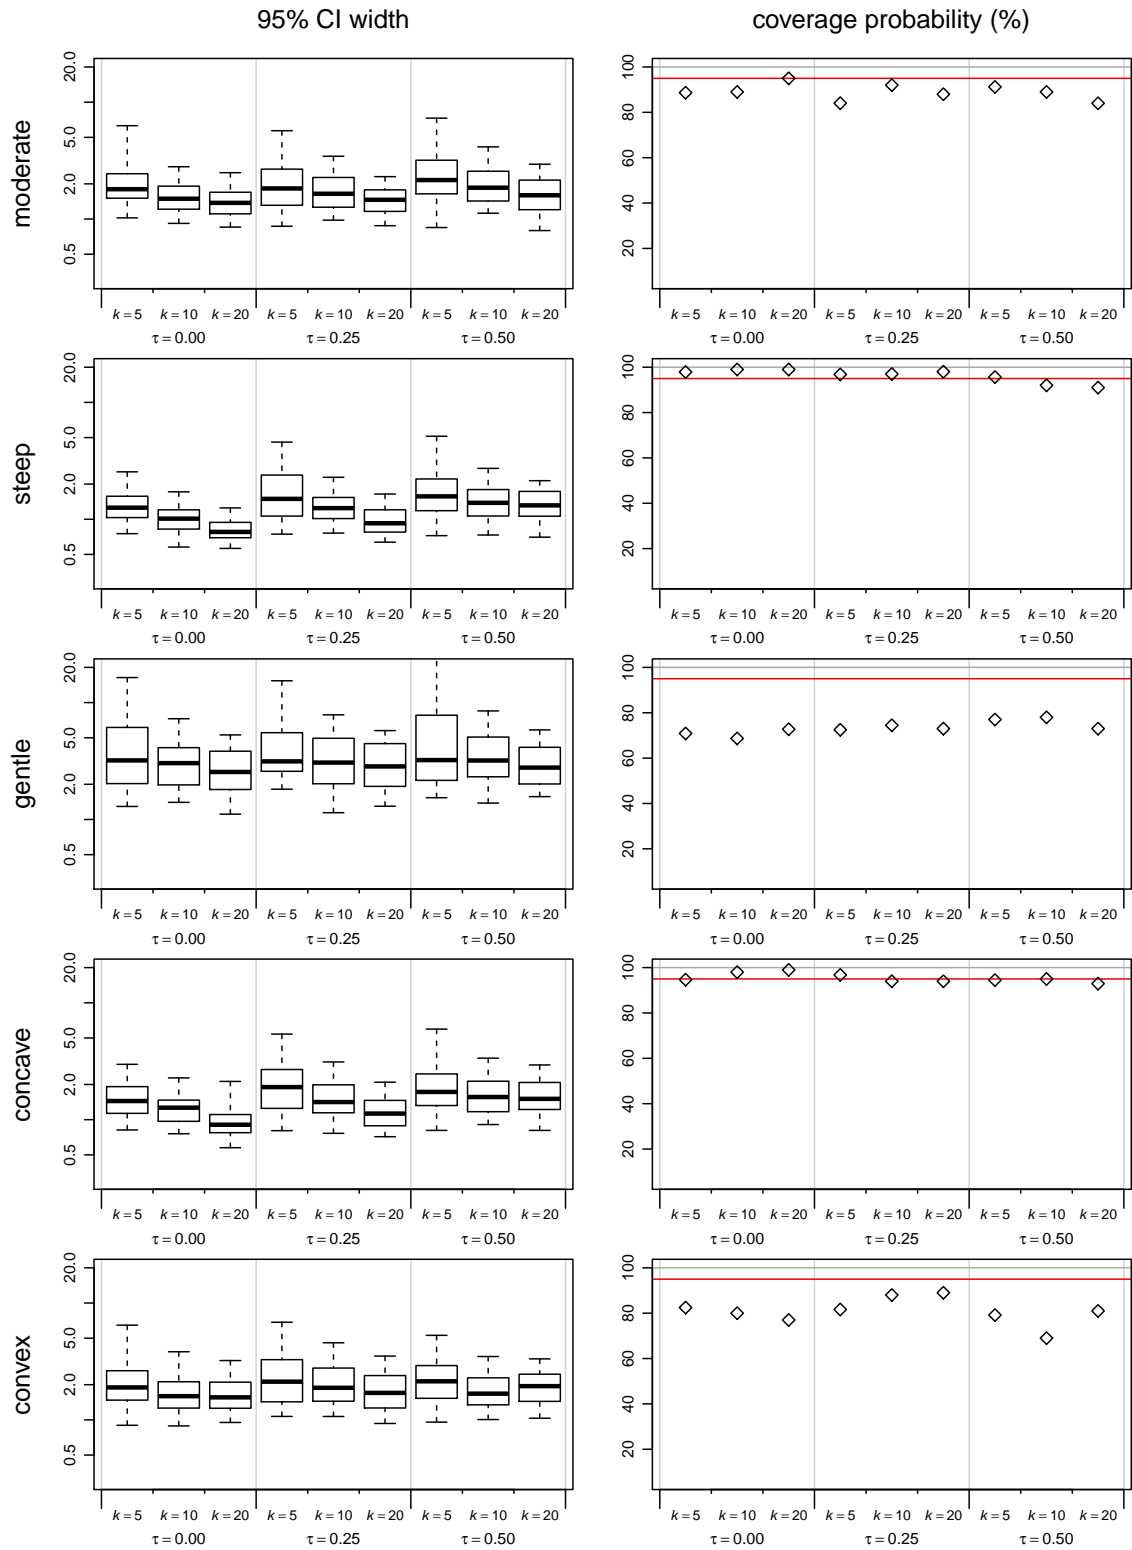 95% CI width coverage probability (%)
moderate
20.0
5.0
2.0
0.5
100
80
60
40
20
k = 5 k = 10 k = 20 k = 5 k = 10 k = 20 k = 5 k = 10 k = 20
τ = 0.00 τ = 0.25 τ = 0.50
k = 5 k = 10 k = 20 k = 5 k = 10 k = 20 k = 5 k = 10 k = 20
τ = 0.00 τ = 0.25 τ = 0.50
steep
20.0
5.0
2.0
0.5
100
80
60
40
20
k = 5 k = 10 k = 20 k = 5 k = 10 k = 20 k = 5 k = 10 k = 20
τ = 0.00 τ = 0.25 τ = 0.50
k = 5 k = 10 k = 20 k = 5 k = 10 k = 20 k = 5 k = 10 k = 20
τ = 0.00 τ = 0.25 τ = 0.50
gentle
20.0
5.0
2.0
0.5
100
80
60
40
20
k = 5 k = 10 k = 20 k = 5 k = 10 k = 20 k = 5 k = 10 k = 20
τ = 0.00 τ = 0.25 τ = 0.50
k = 5 k = 10 k = 20 k = 5 k = 10 k = 20 k = 5 k = 10 k = 20
τ = 0.00 τ = 0.25 τ = 0.50
concave
20.0
5.0
2.0
0.5
100
80
60
40
20
k = 5 k = 10 k = 20 k = 5 k = 10 k = 20 k = 5 k = 10 k = 20
τ = 0.00 τ = 0.25 τ = 0.50
k = 5 k = 10 k = 20 k = 5 k = 10 k = 20 k = 5 k = 10 k = 20
τ = 0.00 τ = 0.25 τ = 0.50
convex
20.0
5.0
2.0
0.5
100
80
60
40
20
k = 5 k = 10 k = 20 k = 5 k = 10 k = 20 k = 5 k = 10 k = 20
τ = 0.00 τ = 0.25 τ = 0.50
k = 5 k = 10 k = 20 k = 5 k = 10 k = 20 k = 5 k = 10 k = 20
τ = 0.00 τ = 0.25 τ = 0.50